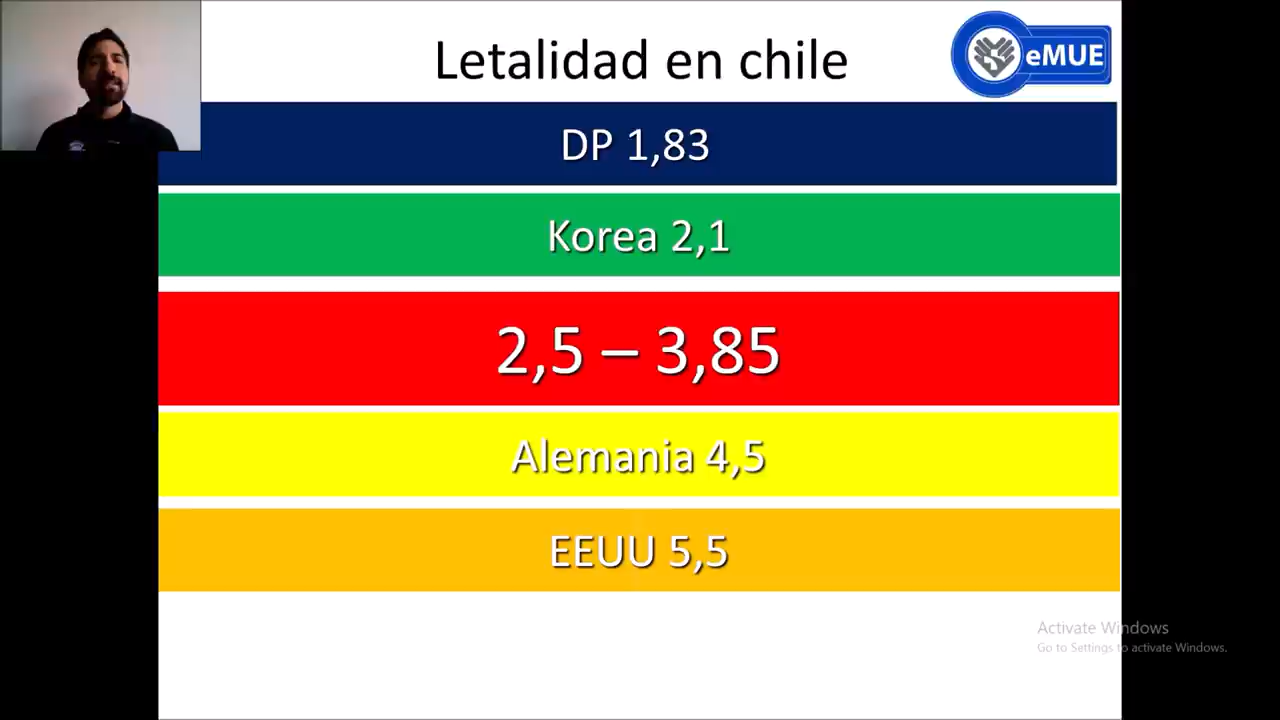 Letalidad en chile
eMUE
DP 1,83
Korea 2,1
2,5 – 3,85
Alemania 4,5
EEUU 5,5
Activate Windows
Go to Settings to activate Windows.